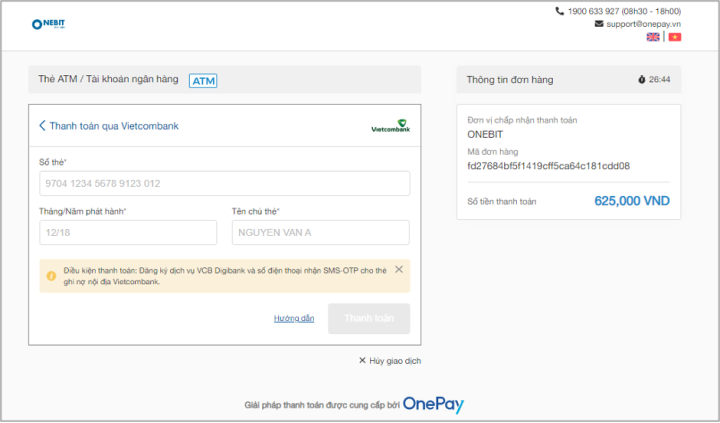 1900 633 927 (08h30 - 18h00)
support@onepay.vn
ONEBIT
Thẻ ATM / Tài khoản ngân hàng ATM
Thông tin đơn hàng 26:44
Thanh toán qua Vietcombank
Vietcombank
Số thẻ*
9704 1234 5678 9123 012
Tháng/Năm phát hành* Tên chủ thẻ*
12/18 NGUYEN VAN A
Điều kiện thanh toán: Đăng ký dịch vụ VCB Digibank và số điện thoại nhận SMS-OTP cho thẻ
ghi nợ nội địa Vietcombank.
Hướng dẫn Thanh toán
Hủy giao dịch
Đơn vị chấp nhận thanh toán
ONEBIT
Mã đơn hàng
fd27684bf5f1419cff5ca64c181cdd08
Số tiền thanh toán 625,000 VND
Giải pháp thanh toán được cung cấp bởi OnePay